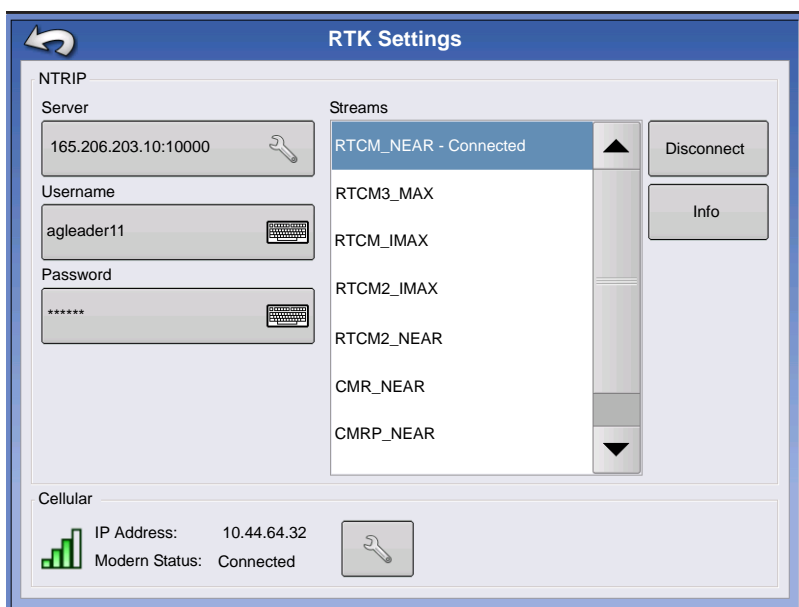 RTK Settings
NTRIP
Server
165.206.203.10:10000
Username
agleader11
Password
******
Streams
RTCM_NEAR - Connected
RTCM3_MAX
RTCM_IMAX
RTCM2_IMAX
RTCM2_NEAR
CMR_NEAR
CMRP_NEAR
Disconnect
Info
Cellular
IP Address: 10.44.64.32
Modern Status: Connected